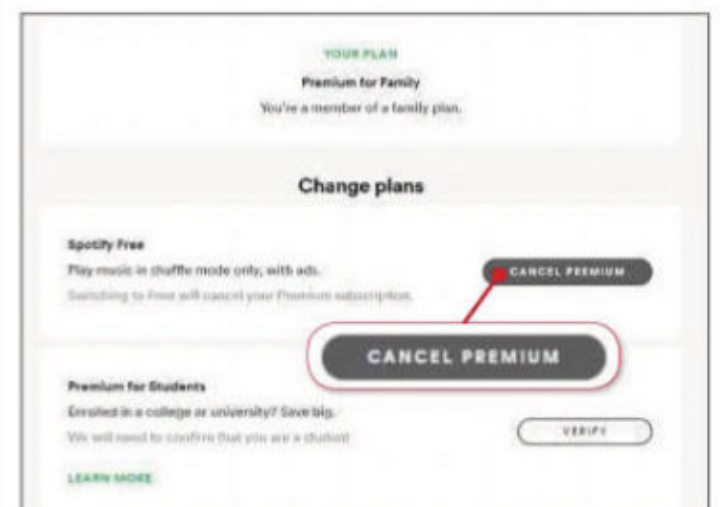 YOUR PLAN
Premium for Family
You're a member of a family plan.
Change plans
Spotify Free
Play music in shuffle mode only, with ads.
CANCEL PREMIUM
Switching to Free will cancel your Premium subscription.
CANCEL PREMIUM
Premium for Students
Enrolled in a college or university? Save big.
We will need to confirm that you are a student
VERIFY
LEARN MORE